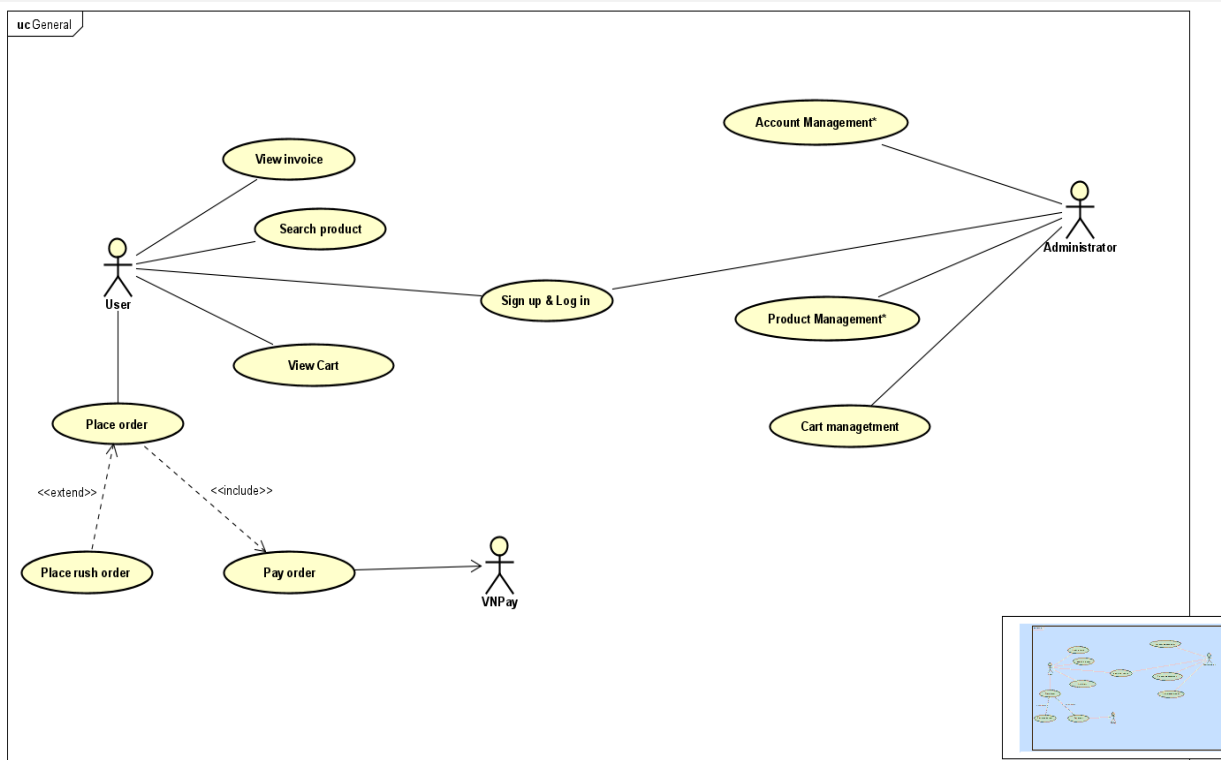 uc General
Account Management*
View invoice
Search product
Administrator
User
Sign up & Log in
Product Management*
View Cart
Place order
Cart managetment
<<extend>>
<<include>>
Place rush order
Pay order
VNPay